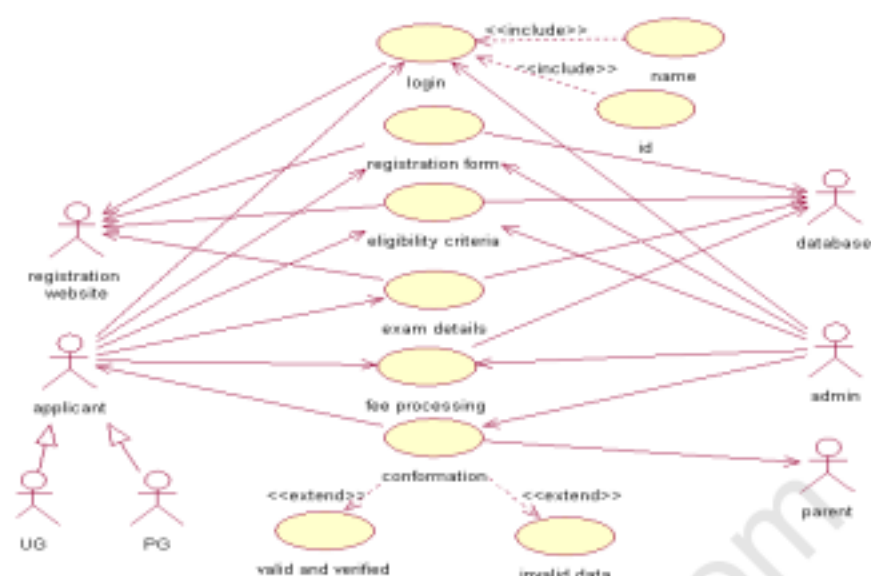 <<include>>
name
login
<<include>>
id
registration form
eligibility criteria
database
registration
website
exam details
applicant
fee processing
admin
conformation
<<extend>>
<<extend>>
parent
UG
PG
valid and verified
invalid data
om